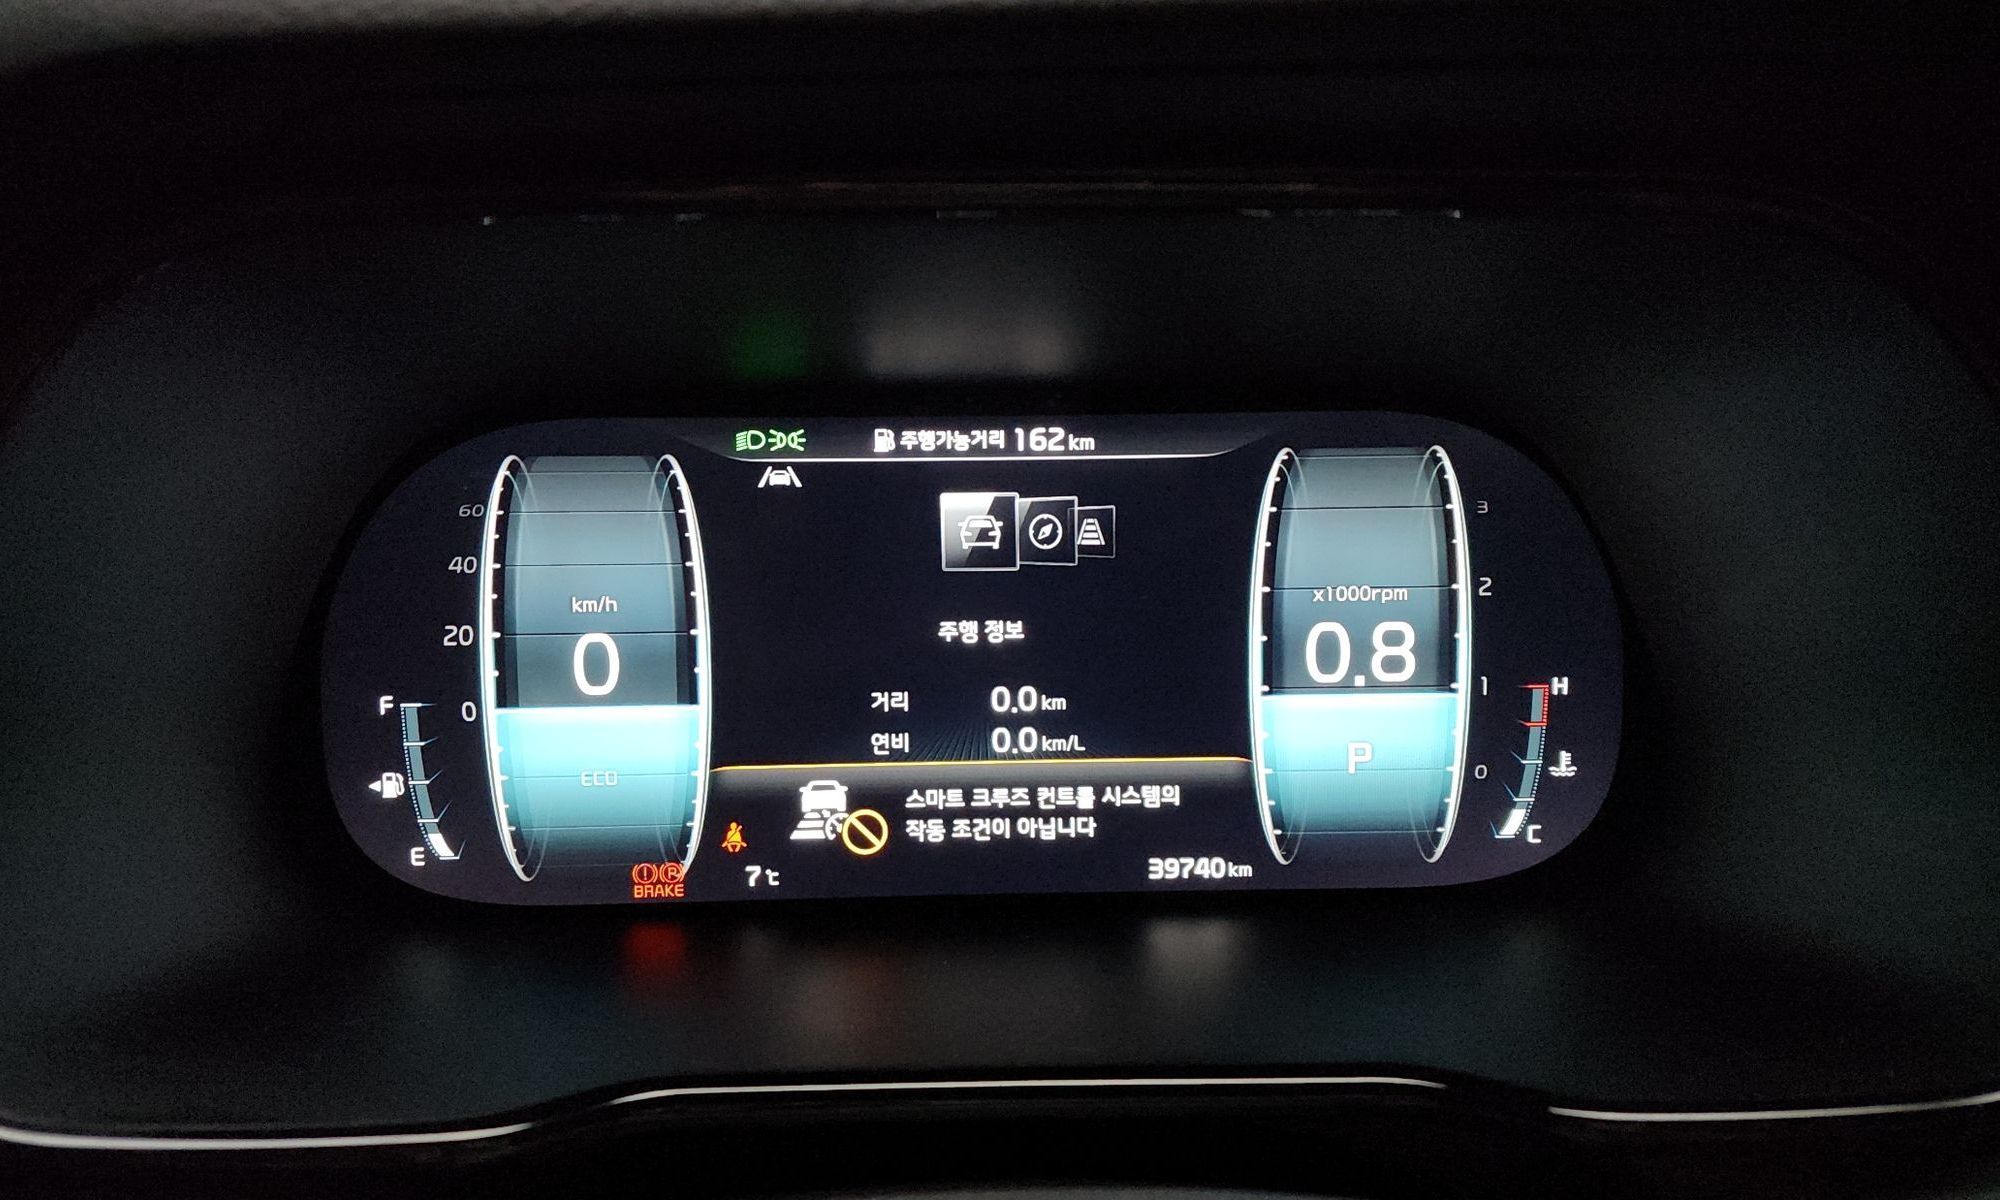 주행가능거리 162 km
60
40
20
0
km/h
0
ECO
F
E
주행 정보
거리 0.0 km
연비 0.0 km/L
스마트 크루즈 컨트롤 시스템의
작동 조건이 아닙니다
BRAKE
7℃
39740 km
3
2
1
0
x1000rpm
0.8
P
H
C